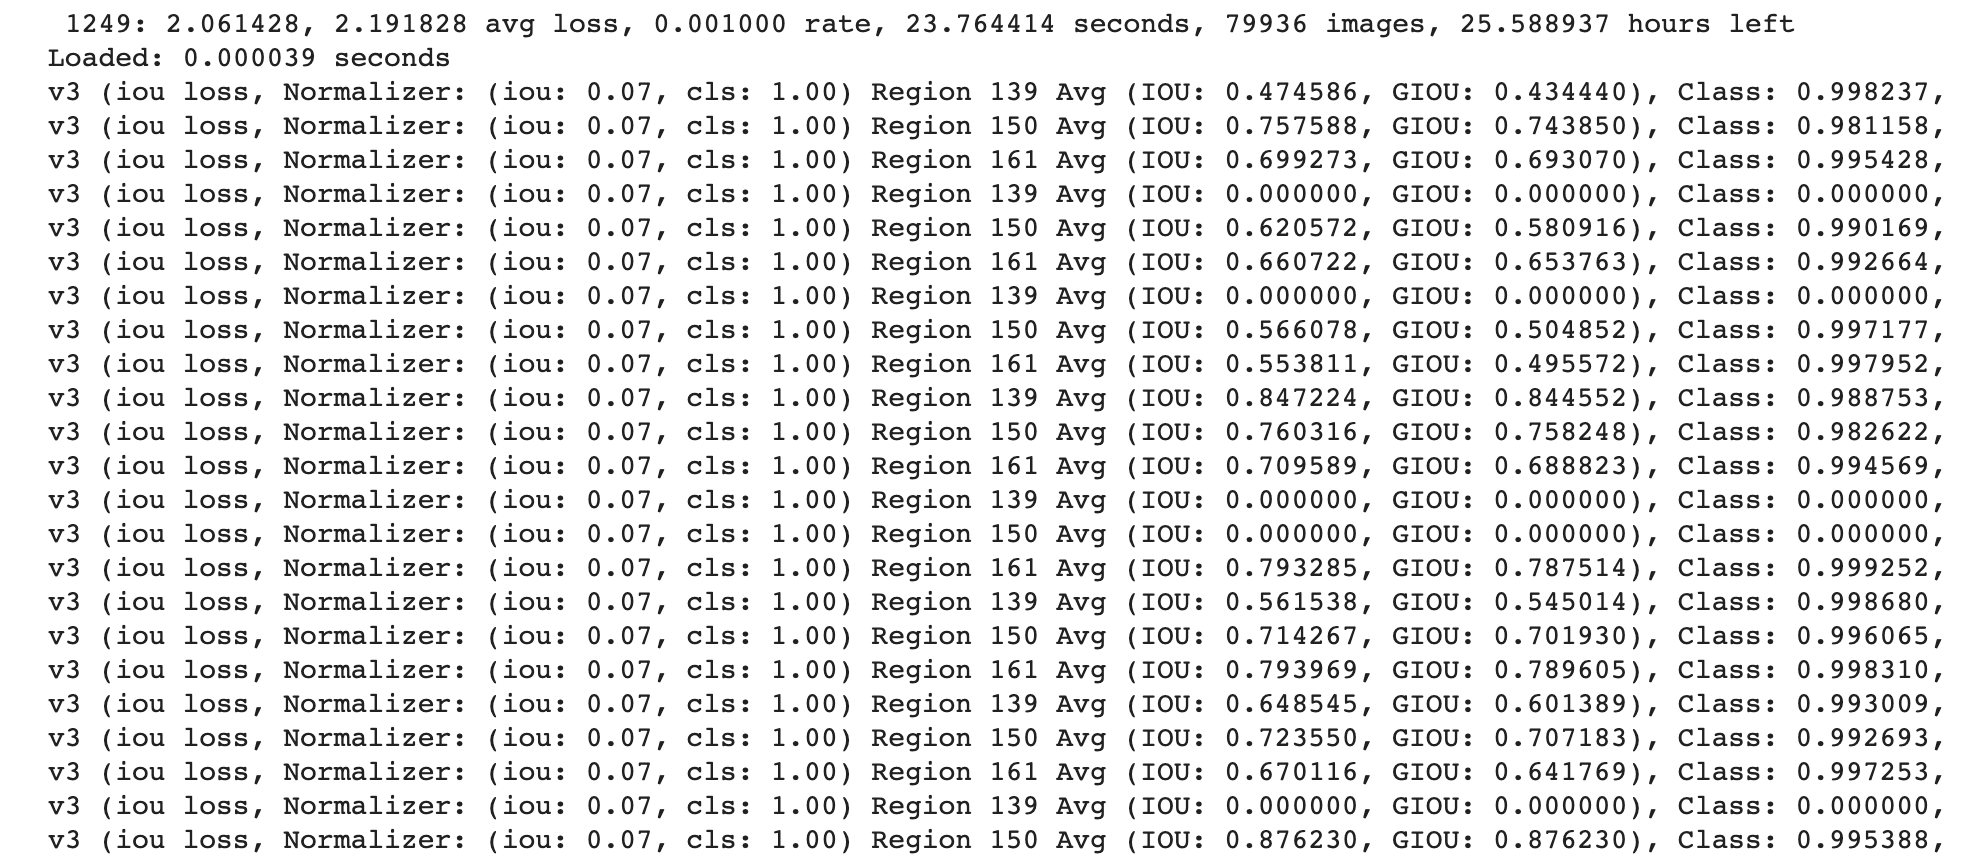 1249: 2.061428, 2.191828 avg loss, 0.001000 rate, 23.764414 seconds, 79936 images, 25.588937 hours left
Loaded: 0.000039 seconds
v3 (iou loss, Normalizer: (iou: 0.07, cls: 1.00) Region 139 Avg (IOU: 0.474586, GIOU: 0.434440), Class: 0.998237,
v3 (iou loss, Normalizer: (iou: 0.07, cls: 1.00) Region 150 Avg (IOU: 0.757588, GIOU: 0.743850), Class: 0.981158,
v3 (iou loss, Normalizer: (iou: 0.07, cls: 1.00) Region 161 Avg (IOU: 0.699273, GIOU: 0.693070), Class: 0.995428,
v3 (iou loss, Normalizer: (iou: 0.07, cls: 1.00) Region 139 Avg (IOU: 0.000000, GIOU: 0.000000), Class: 0.000000,
v3 (iou loss, Normalizer: (iou: 0.07, cls: 1.00) Region 150 Avg (IOU: 0.620572, GIOU: 0.580916), Class: 0.990169,
v3 (iou loss, Normalizer: (iou: 0.07, cls: 1.00) Region 161 Avg (IOU: 0.660722, GIOU: 0.653763), Class: 0.992664,
v3 (iou loss, Normalizer: (iou: 0.07, cls: 1.00) Region 139 Avg (IOU: 0.000000, GIOU: 0.000000), Class: 0.000000,
v3 (iou loss, Normalizer: (iou: 0.07, cls: 1.00) Region 150 Avg (IOU: 0.566078, GIOU: 0.504852), Class: 0.997177,
v3 (iou loss, Normalizer: (iou: 0.07, cls: 1.00) Region 161 Avg (IOU: 0.553811, GIOU: 0.495572), Class: 0.997952,
v3 (iou loss, Normalizer: (iou: 0.07, cls: 1.00) Region 139 Avg (IOU: 0.847224, GIOU: 0.844552), Class: 0.988753,
v3 (iou loss, Normalizer: (iou: 0.07, cls: 1.00) Region 150 Avg (IOU: 0.760316, GIOU: 0.758248), Class: 0.982622,
v3 (iou loss, Normalizer: (iou: 0.07, cls: 1.00) Region 161 Avg (IOU: 0.709589, GIOU: 0.688823), Class: 0.994569,
v3 (iou loss, Normalizer: (iou: 0.07, cls: 1.00) Region 139 Avg (IOU: 0.000000, GIOU: 0.000000), Class: 0.000000,
v3 (iou loss, Normalizer: (iou: 0.07, cls: 1.00) Region 150 Avg (IOU: 0.000000, GIOU: 0.000000), Class: 0.000000,
v3 (iou loss, Normalizer: (iou: 0.07, cls: 1.00) Region 161 Avg (IOU: 0.793285, GIOU: 0.787514), Class: 0.999252,
v3 (iou loss, Normalizer: (iou: 0.07, cls: 1.00) Region 139 Avg (IOU: 0.561538, GIOU: 0.545014), Class: 0.998680,
v3 (iou loss, Normalizer: (iou: 0.07, cls: 1.00) Region 150 Avg (IOU: 0.714267, GIOU: 0.701930), Class: 0.996065,
v3 (iou loss, Normalizer: (iou: 0.07, cls: 1.00) Region 161 Avg (IOU: 0.793969, GIOU: 0.789605), Class: 0.998310,
v3 (iou loss, Normalizer: (iou: 0.07, cls: 1.00) Region 139 Avg (IOU: 0.648545, GIOU: 0.601389), Class: 0.993009,
v3 (iou loss, Normalizer: (iou: 0.07, cls: 1.00) Region 150 Avg (IOU: 0.723550, GIOU: 0.707183), Class: 0.992693,
v3 (iou loss, Normalizer: (iou: 0.07, cls: 1.00) Region 161 Avg (IOU: 0.670116, GIOU: 0.641769), Class: 0.997253,
v3 (iou loss, Normalizer: (iou: 0.07, cls: 1.00) Region 139 Avg (IOU: 0.000000, GIOU: 0.000000), Class: 0.000000,
v3 (iou loss, Normalizer: (iou: 0.07, cls: 1.00) Region 150 Avg (IOU: 0.876230, GIOU: 0.876230), Class: 0.995388,